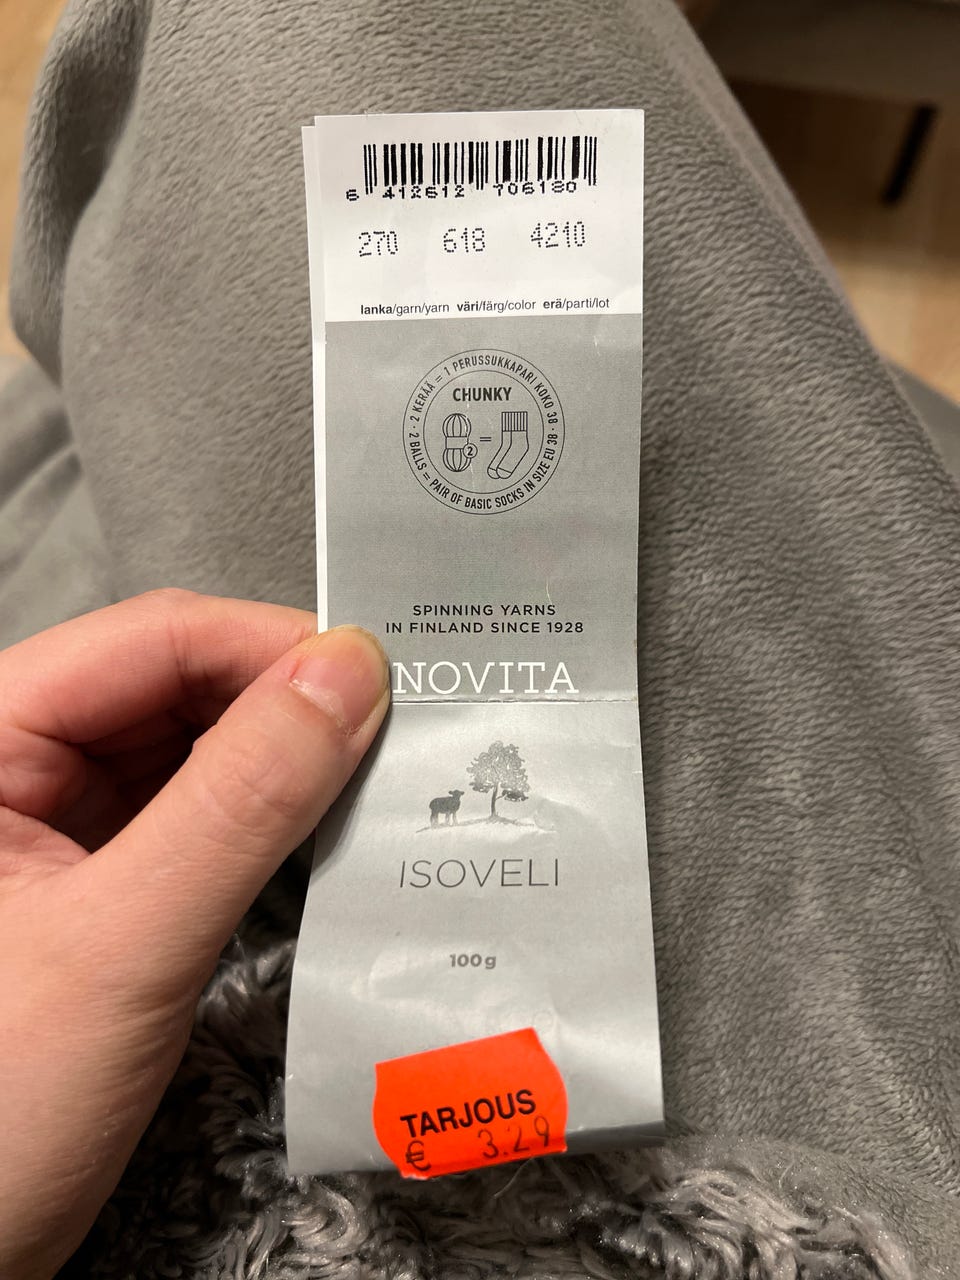 6 412612 706180
270 618 4210
lanka/garn/yarn väri/färg/color erä/parti/lot
2 KERÄÄ = 1 PERUSSUKKAPARI KOKO 38 ·
2 BALLS = PAIR OF BASIC SOCKS IN SIZE EU 38 ·
CHUNKY
=
2
SPINNING YARNS
IN FINLAND SINCE 1928
NOVITA
ISOVELI
100 g
TARJOUS
€ 3.29